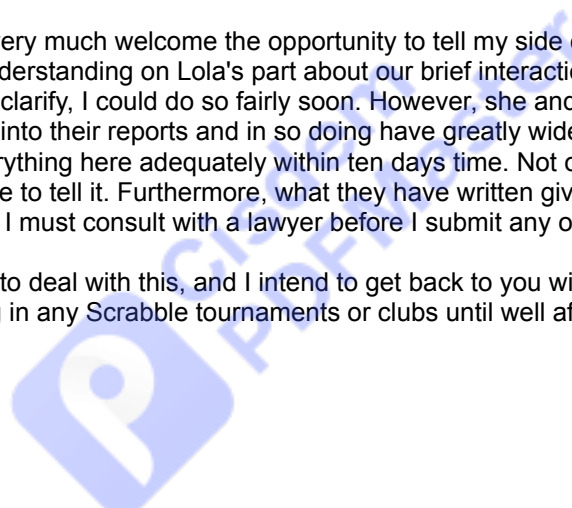 very much welcome the opportunity to tell my side
derstanding on Lola's part about our brief interacti
clarify, I could do so fairly soon. However, she and
into their reports and in so doing have greatly wide
rything here adequately within ten days time. Not
e to tell it. Furthermore, what they have written giv
I must consult with a lawyer before I submit any o
to deal with this, and I intend to get back to you wi
in any Scrabble tournaments or clubs until well af
Cisdem
PDFMaster